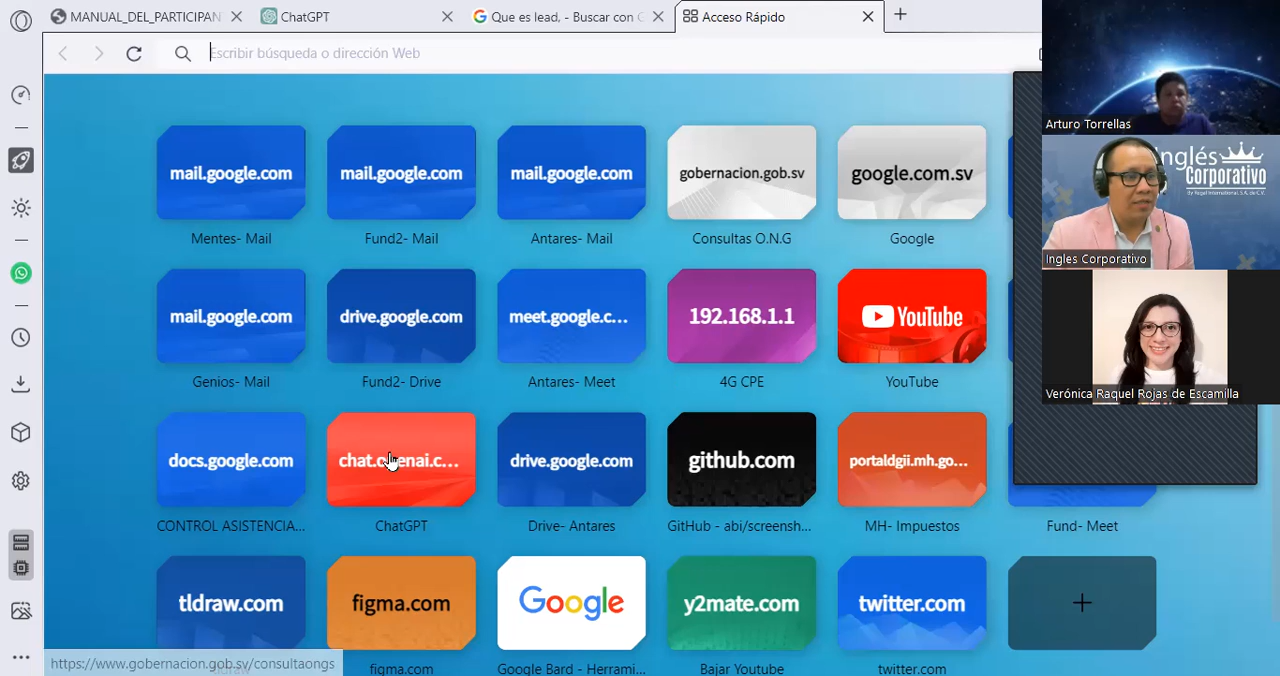 MANUAL_DEL_PARTICIPAN
ChatGPT
Que es lead, - Buscar con G
Acceso Rápido
Escribir búsqueda o dirección Web
mail.google.com
mail.google.com
mail.google.com
gobernacion.gob.sv
google.com.sv
Mentes- Mail
Fund2- Mail
Antares- Mail
Consultas O.N.G
Google
mail.google.com
drive.google.com
meet.google.c...
192.168.1.1
YouTube
Genios- Mail
Fund2- Drive
Antares- Meet
4G CPE
YouTube
docs.google.com
chat.openai.c...
drive.google.com
github.com
portaldgii.mh.go...
CONTROL ASISTENCIA...
ChatGPT
Drive- Antares
GitHub - abi/screensh...
MH- Impuestos
Fund- Meet
tldraw.com
figma.com
Google
y2mate.com
twitter.com
https://www.gobernacion.gob.sv/consultaongs
figma.com
Google Bard - Herrami...
Bajar Youtube
twitter.com
Arturo Torrellas
inglés
Corporativo
By Regal International, S.A. de C.V.
Ingles Corporativo
Verónica Raquel Rojas de Escamilla